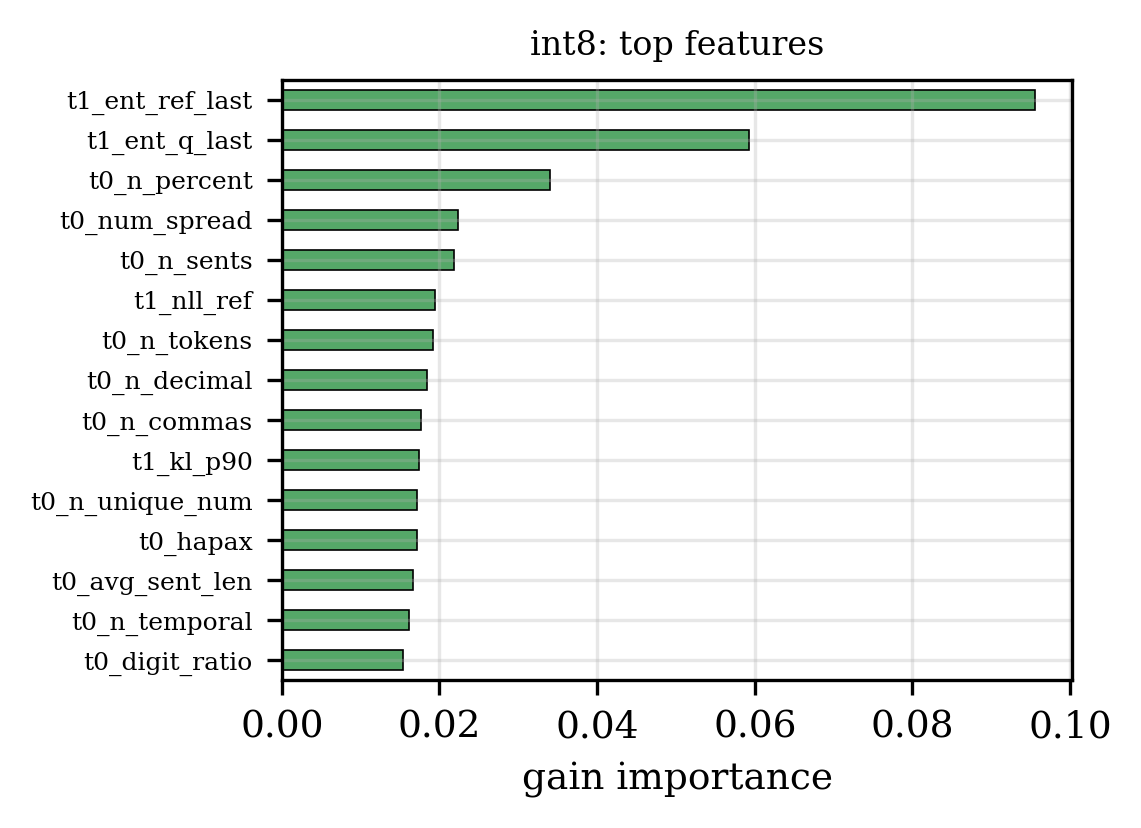 int8: top features
t1_ent_ref_last
t1_ent_q_last
t0_n_percent
t0_num_spread
t0_n_sents
t1_nll_ref
t0_n_tokens
t0_n_decimal
t0_n_commas
t1_kl_p90
t0_n_unique_num
t0_hapax
t0_avg_sent_len
t0_n_temporal
t0_digit_ratio
0.00 0.02 0.04 0.06 0.08 0.10
gain importance